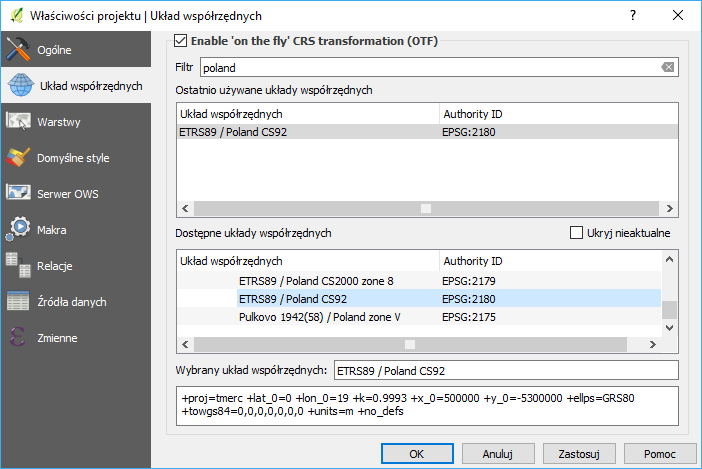 Właściwości projektu | Układ współrzędnych
Ogólne
Układ współrzędnych
Warstwy
Domyślne style
Serwer OWS
Makra
Relacje
Źródła danych
Zmienne
Enable 'on the fly' CRS transformation (OTF)
Filtr poland
Ostatnio używane układy współrzędnych
Układ współrzędnych Authority ID
ETRS89 / Poland CS92 EPSG:2180
Dostępne układy współrzędnych Ukryj nieaktualne
Układ współrzędnych Authority ID
ETRS89 / Poland CS2000 zone 8 EPSG:2179
ETRS89 / Poland CS92 EPSG:2180
Pulkovo 1942(58) / Poland zone V EPSG:2175
Wybrany układ współrzędnych: ETRS89 / Poland CS92
+proj=tmerc +lat_0=0 +lon_0=19 +k=0.9993 +x_0=500000 +y_0=-5300000 +ellps=GRS80
+towgs84=0,0,0,0,0,0,0 +units=m +no_defs
OK Anuluj Zastosuj Pomoc